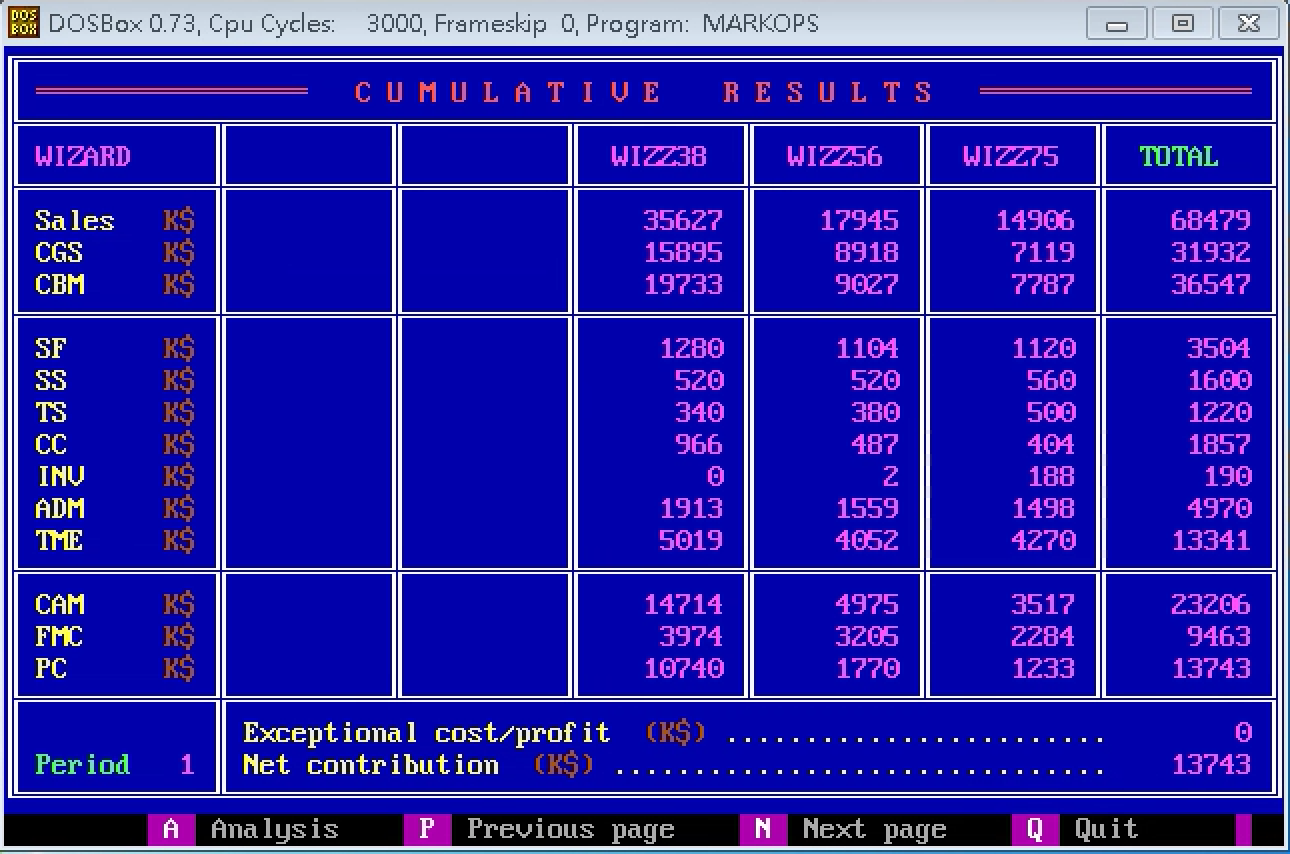 DOSBox 0.73, Cpu Cycles: 3000, Frameskip 0, Program: MARKOPS
CUMULATIVE RESULTS
WIZARD WIZZ38 WIZZ56 WIZZ75 TOTAL
Sales K$ 35627 17945 14906 68479
CGS K$ 15895 8918 7119 31932
CBM K$ 19733 9027 7787 36547
SF K$ 1280 1104 1120 3504
SS K$ 520 520 560 1600
TS K$ 340 380 500 1220
CC K$ 966 487 404 1857
INV K$ 0 2 188 190
ADM K$ 1913 1559 1498 4970
TME K$ 5019 4052 4270 13341
CAM K$ 14714 4975 3517 23206
FMC K$ 3974 3205 2284 9463
PC K$ 10740 1770 1233 13743
Exceptional cost/profit (K$) ........................ 0
Period 1 Net contribution (K$) ............................... 13743
A Analysis P Previous page N Next page Q Quit